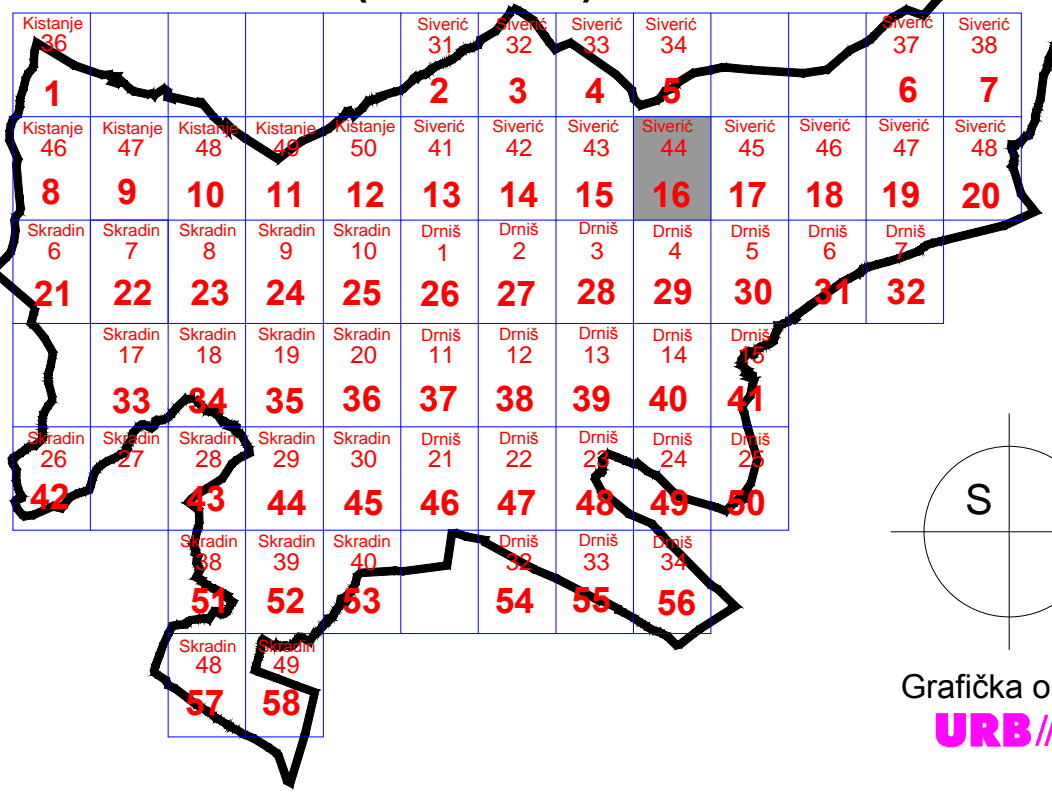 Kistanje Siverić Siverić Siverić Siverić Siverić Siverić
36 31 32 33 34 37 38
1 2 3 4 5 6 7
Kistanje Kistanje Kistanje Kistanje Kistanje Siverić Siverić Siverić Siverić Siverić Siverić Siverić Siverić
46 47 48 49 50 41 42 43 44 45 46 47 48
8 9 10 11 12 13 14 15 16 17 18 19 20
Skradin Skradin Skradin Skradin Skradin Drniš Drniš Drniš Drniš Drniš Drniš Drniš
6 7 8 9 10 1 2 3 4 5 6 7
21 22 23 24 25 26 27 28 29 30 31 32
Skradin Skradin Skradin Skradin Drniš Drniš Drniš Drniš Drniš
17 18 19 20 11 12 13 14 15
33 34 35 36 37 38 39 40 41
Skradin Skradin Skradin Skradin Skradin Drniš Drniš Drniš Drniš Drniš
26 27 28 29 30 21 22 23 24 25
42 43 44 45 46 47 48 49 50
Skradin Skradin Skradin Drniš Drniš Drniš
38 39 40 32 33 34
51 52 53 54 55 56
Skradin Skradin
48 49
57 58
S
Grafička o
URB//